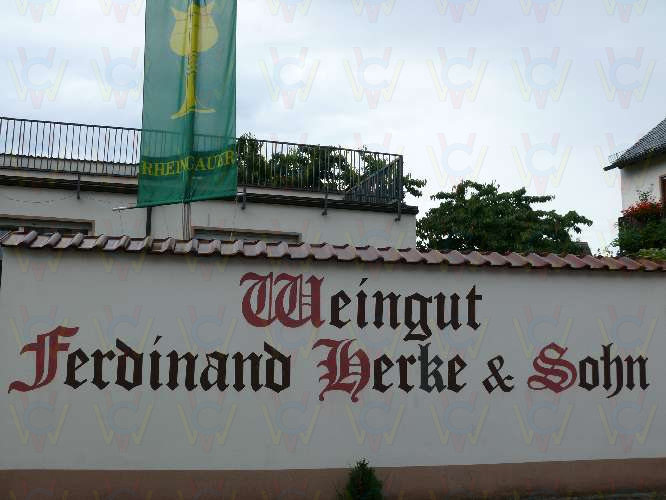 RHEINGAUER
Weingut
Ferdinand Herke & Sohn